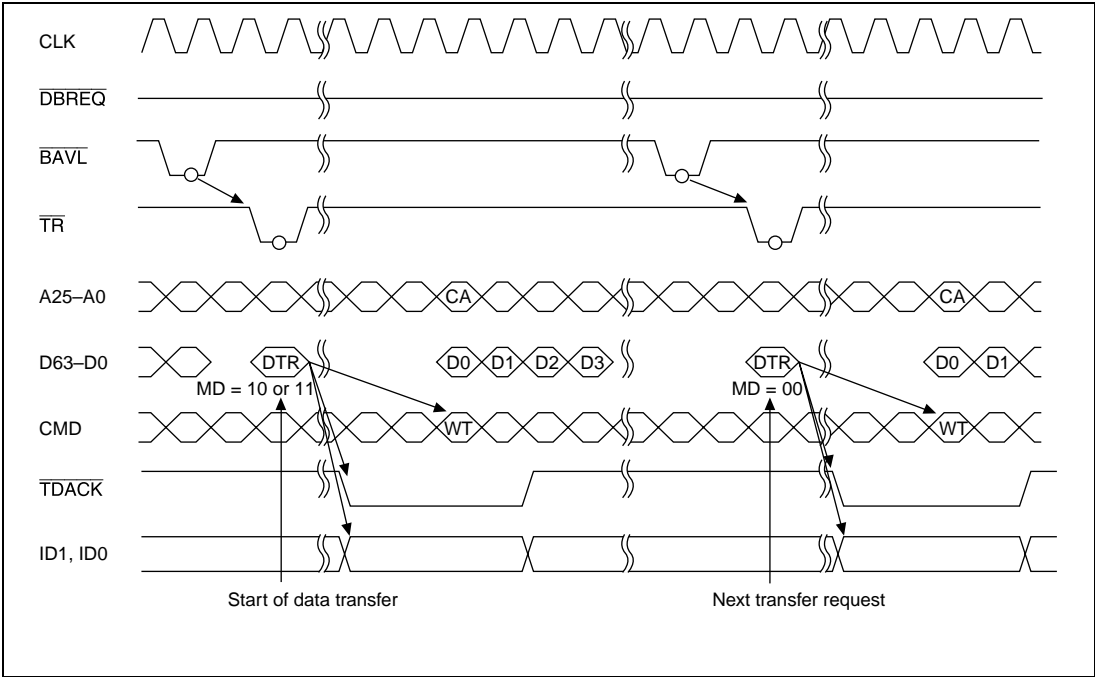 CLK
DBREQ
BAVL
TR
A25–A0 CA CA
D63–D0 DTR D0 D1 D2 D3 DTR D0 D1
MD = 10 or 11 MD = 00
CMD WT WT
TDACK
ID1, ID0
Start of data transfer Next transfer request